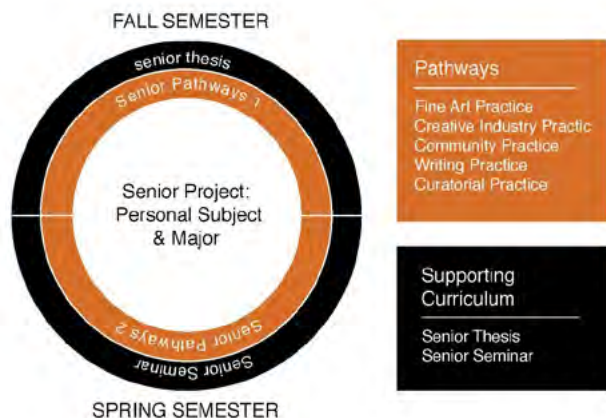 FALL SEMESTER
senior thesis
Senior Pathways 1
Senior Project:
Personal Subject
& Major
Senior Pathways 2
Senior Seminar
SPRING SEMESTER
Pathways
Fine Art Practice
Creative Industry Practic
Community Practice
Writing Practice
Curatorial Practice
Supporting
Curriculum
Senior Thesis
Senior Seminar